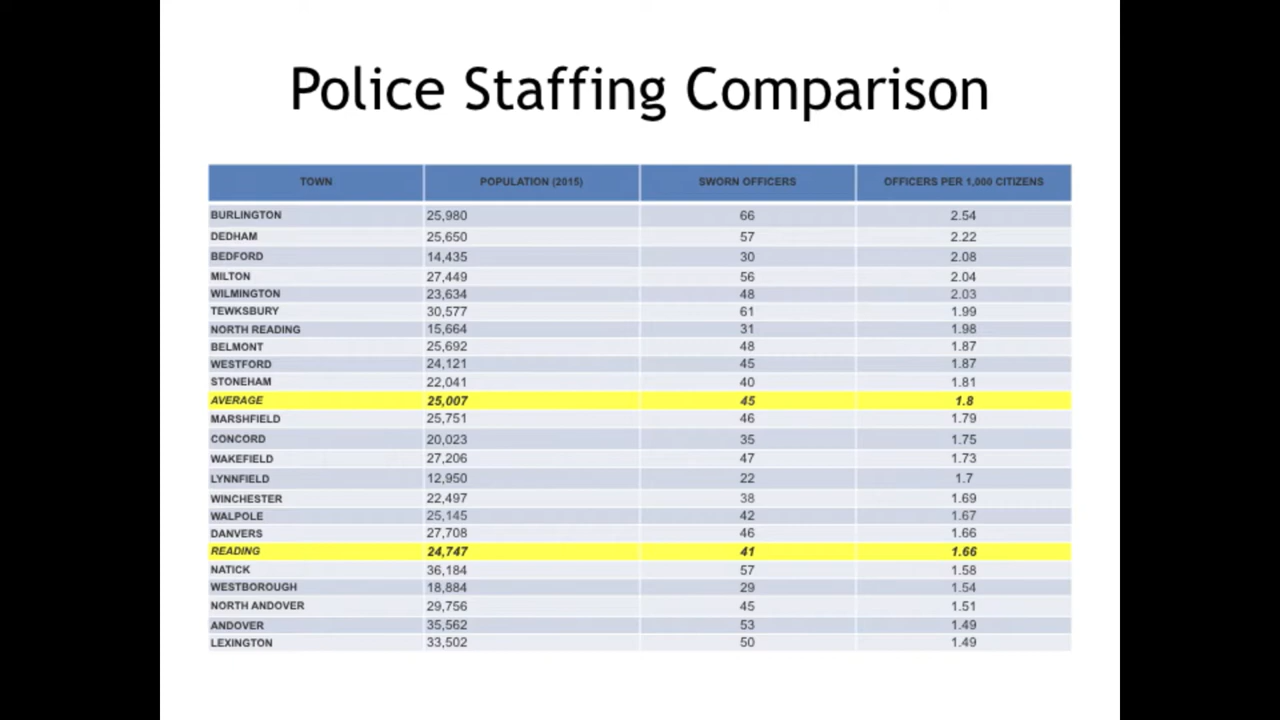 Police Staffing Comparison
TOWN POPULATION (2015) SWORN OFFICERS OFFICERS PER 1,000 CITIZENS
BURLINGTON 25,980 66 2.54
DEDHAM 25,650 57 2.22
BEDFORD 14,435 30 2.08
MILTON 27,449 56 2.04
WILMINGTON 23,634 48 2.03
TEWKSBURY 30,577 61 1.99
NORTH READING 15,664 31 1.98
BELMONT 25,692 48 1.87
WESTFORD 24,121 45 1.87
STONEHAM 22,041 40 1.81
AVERAGE 25,007 45 1.8
MARSHFIELD 25,751 46 1.79
CONCORD 20,023 35 1.75
WAKEFIELD 27,206 47 1.73
LYNNFIELD 12,950 22 1.7
WINCHESTER 22,497 38 1.69
WALPOLE 25,145 42 1.67
DANVERS 27,708 46 1.66
READING 24,747 41 1.66
NATICK 36,184 57 1.58
WESTBOROUGH 18,884 29 1.54
NORTH ANDOVER 29,756 45 1.51
ANDOVER 35,562 53 1.49
LEXINGTON 33,502 50 1.49